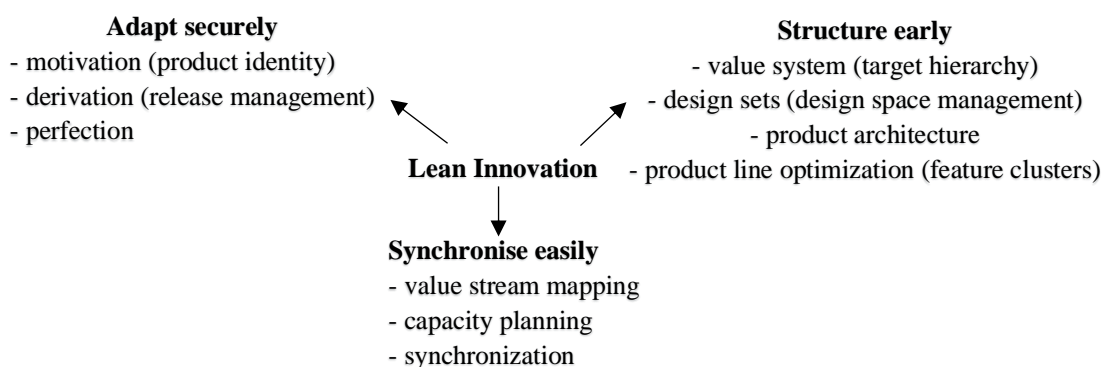 Adapt securely
- motivation (product identity)
- derivation (release management)
- perfection
Structure early
- value system (target hierarchy)
- design sets (design space management)
- product architecture
- product line optimization (feature clusters)
Lean Innovation
Synchronise easily
- value stream mapping
- capacity planning
- synchronization